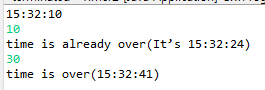 15:32:10
10
time is already over(It’s 15:32:24)
30
time is over(15:32:41)